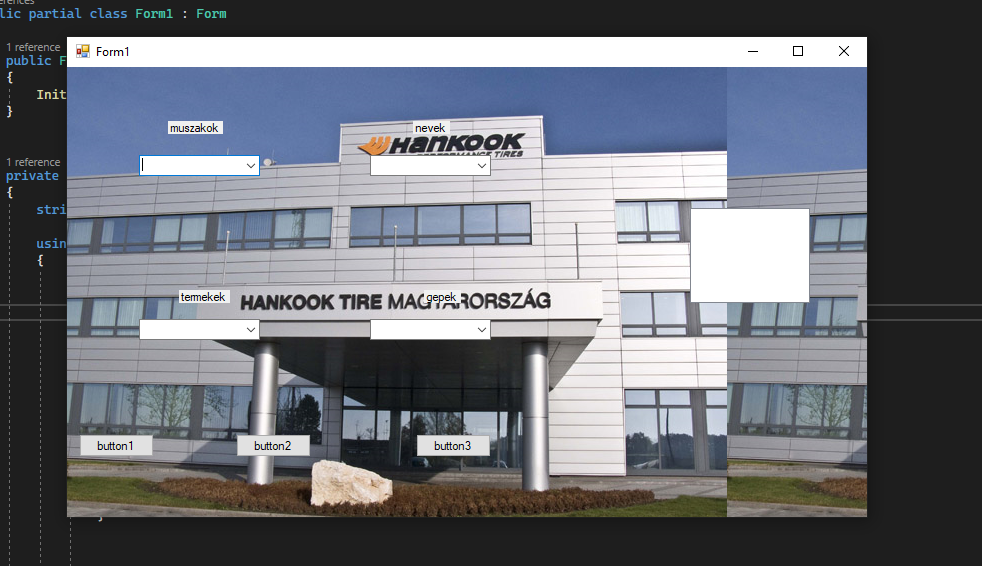 erences
lic partial class Form1 : Form
1 reference
public F
{
Init
}
1 reference
private
{
stri
usin
{
}
Form1
muszakok
nevek
HANKOOK
PERFORMANCE TIRES
termekek
gepek
HANKOOK TIRE MAGYARORSZÁG
button1
button2
button3